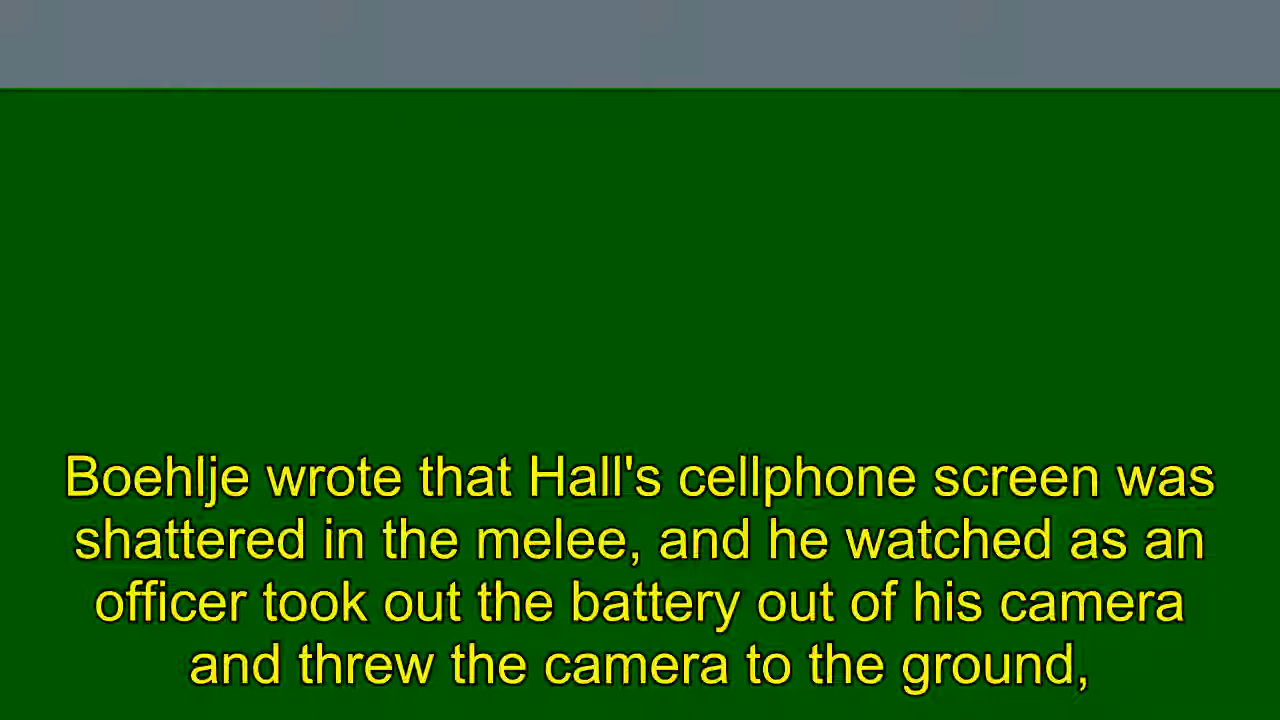 Boehlje wrote that Hall's cellphone screen was
shattered in the melee, and he watched as an
officer took out the battery out of his camera
and threw the camera to the ground,